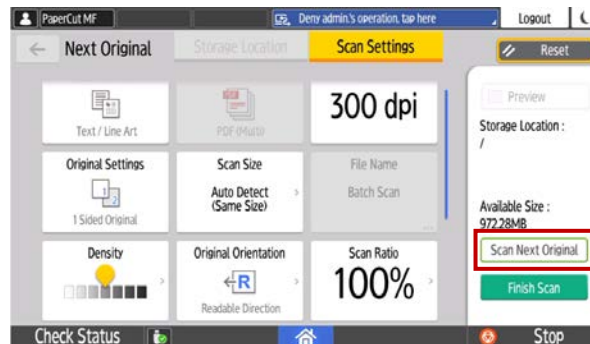 PaperCut MF
Deny admin.'s operation, tap here
Logout
Next Original
Storage Location
Scan Settings
Reset
Text / Line Art
PDF (Multi)
300 dpi
Preview
Storage Location :
/
Original Settings
1 Sided Original
Scan Size
Auto Detect
(Same Size)
File Name
Batch Scan
...
Available Size :
972.28MB
Scan Next Original
Density
Original Orientation
R
Readable Direction
Scan Ratio
100%
Finish Scan
Check Status
Stop